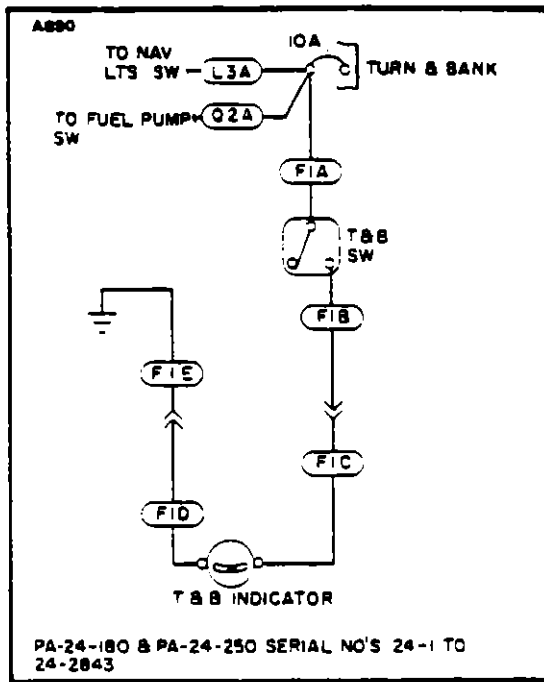 A890
10A
TO NAV
LTS SW
L3A
TURN & BANK
TO FUEL PUMP
SW
Q2A
F1A
T&B
SW
F1B
F1E
F1C
F1D
T & B INDICATOR
PA-24-180 & PA-24-250 SERIAL NO'S 24-1 TO
24-2843